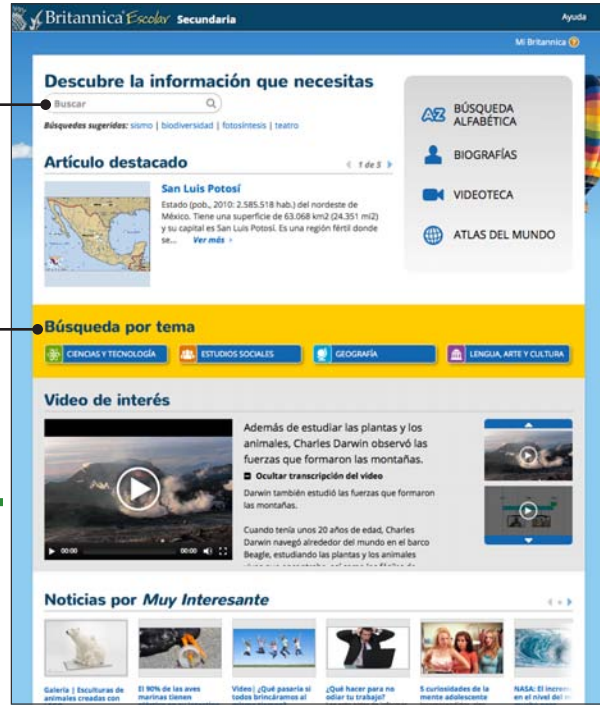 Britannica Escolar Secundaria
Ayuda
Mi Britannica ?
Descubre la información que necesitas
Buscar
Búsquedas sugeridas: sismo | biodiversidad | fotosíntesis | teatro
AZ BÚSQUEDA
ALFABÉTICA
BIOGRAFÍAS
VIDEOTECA
ATLAS DEL MUNDO
Artículo destacado
1 de 5
San Luis Potosí
Estado (pob., 2010: 2.585.518 hab.) del nordeste de
México. Tiene una superficie de 63.068 km2 (24.351 mi2)
y su capital es San Luis Potosí. Es una región fértil donde
se... Ver más
Búsqueda por tema
CIENCIAS Y TECNOLOGÍA
ESTUDIOS SOCIALES
GEOGRAFÍA
LENGUA, ARTE Y CULTURA
Video de interés
Además de estudiar las plantas y los
animales, Charles Darwin observó las
fuerzas que formaron las montañas.
Ocultar transcripción del video
Darwin también estudió las fuerzas que formaron
las montañas.
Cuando tenía unos 20 años de edad, Charles
Darwin navegó alrededor del mundo en el barco
Beagle, estudiando las plantas y los animales
00:00
00:00
Noticias por Muy Interesante
Galería | Esculturas de
animales creadas con
El 90% de las aves
marinas tienen
Video | ¿Qué pasaría si
todos brincáramos al
¿Qué hacer para no
odiar tu trabajo?
5 curiosidades de la
mente adolescente
NASA: El increm
en el nivel del m